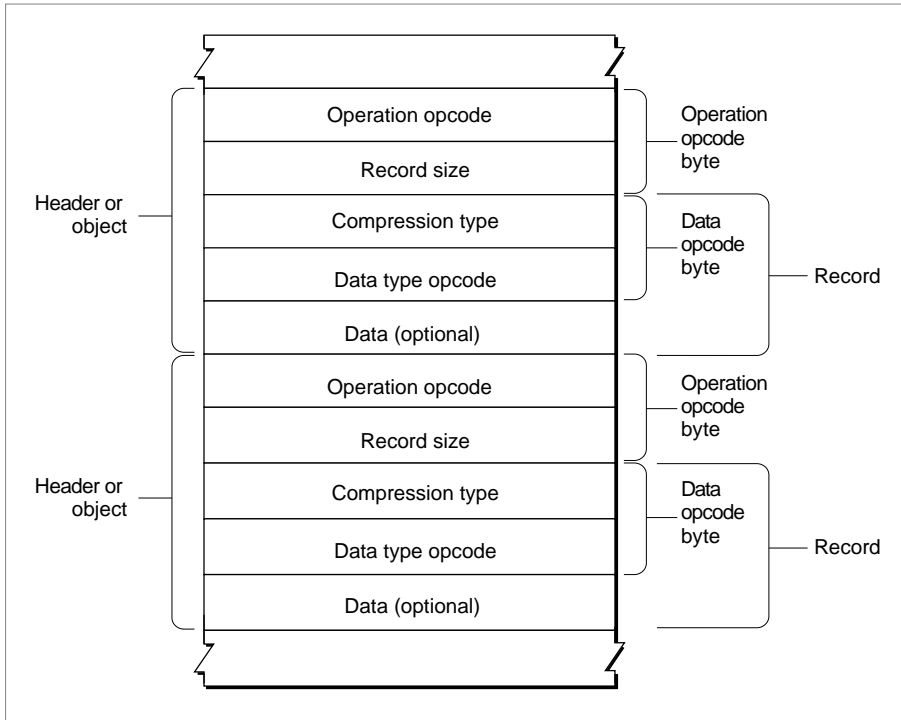 Operation opcode
Operation
opcode
byte
Record size
Header or
object
Compression type
Data
opcode
byte
Data type opcode
Record
Data (optional)
Operation opcode
Operation
opcode
byte
Record size
Header or
object
Compression type
Data
opcode
byte
Data type opcode
Record
Data (optional)